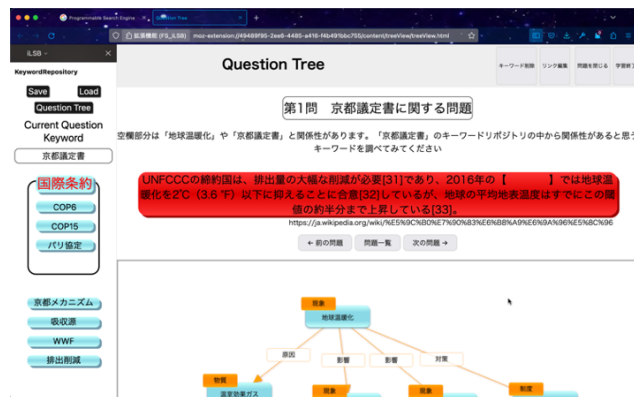 Programmable Search Engine
Question Tree
拡張機能 (FS_iLSB)
moz-extension://49489f95-2ee6-4485-a416-f4b491bbc755/content/treeView/treeView.html
iLSB
KeywordRepository
Save
Load
Question Tree
Current Question
Keyword
京都議定書
国際条約
COP6
COP15
パリ協定
京都メカニズム
吸収源
WWF
排出削減
Question Tree
キーワード削除
リンク編集
問題を閉じる
学習終了
第1問 京都議定書に関する問題
空欄部分は「地球温暖化」や「京都議定書」と関係性があります。「京都議定書」のキーワードリポジトリの中から関係性があると思う
キーワードを調べてみてください
UNFCCCの締約国は、排出量の大幅な削減が必要[31]であり、2016年の【 】では地球温
暖化を2℃（3.6 °F）以下に抑えることに合意[32]しているが、地球の平均地表温度はすでにこの閾
値の約半分まで上昇している[33]。
https://ja.wikipedia.org/wiki/%E5%9C%B0%E7%90%83%E6%B8%A9%E6%9A%96%E5%8C%96
← 前の問題
問題一覧
次の問題 →
現象
地球温暖化
原因
影響
影響
対策
物質
温室効果ガス
現象
現象
制度